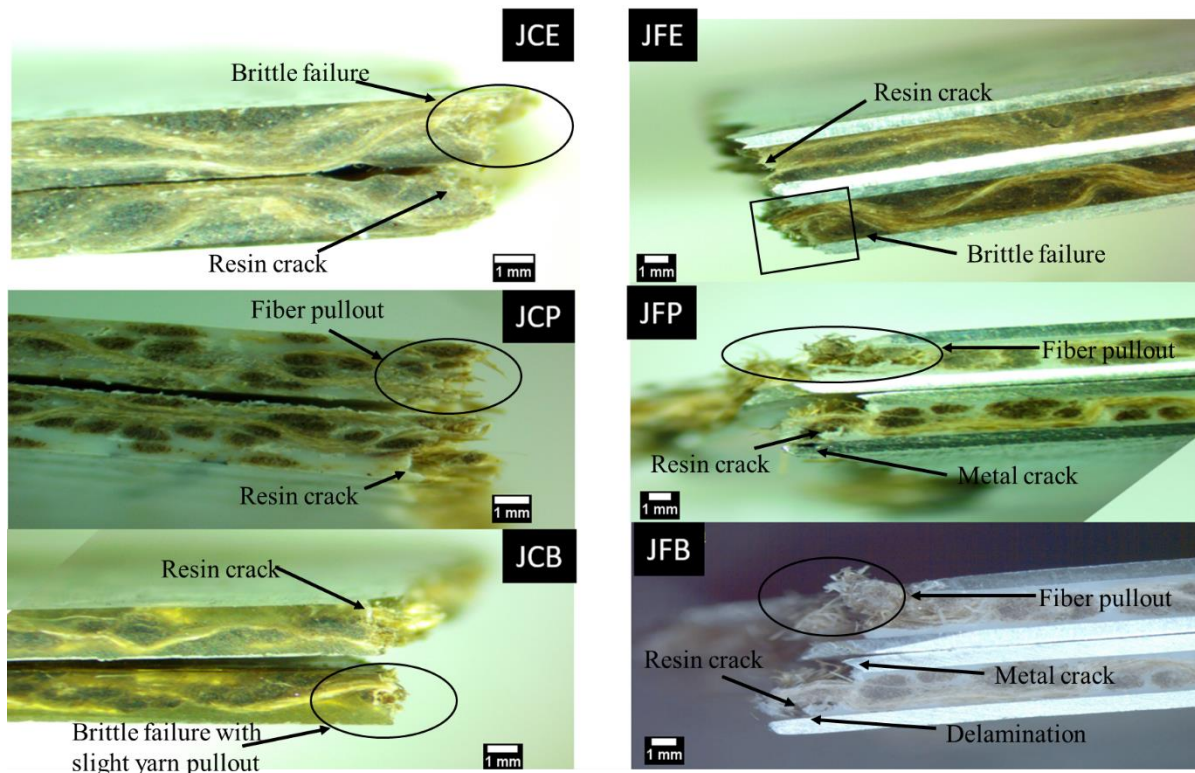 JCE
Brittle failure
Resin crack
1 mm
JFE
Resin crack
Brittle failure
1 mm
JCP
Fiber pullout
Resin crack
1 mm
JFP
Fiber pullout
Resin crack
Metal crack
1 mm
JCB
Resin crack
Brittle failure with
slight yarn pullout
1 mm
JFB
Fiber pullout
Resin crack
Metal crack
Delamination
1 mm